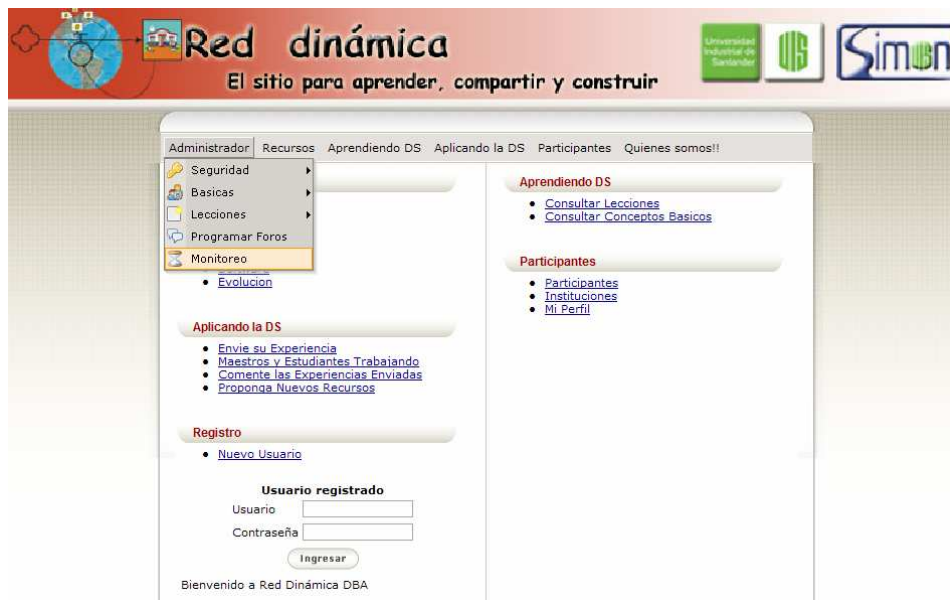 Red dinámica
El sitio para aprender, compartir y construir
Universidad
Industrial de
Santander
UIS
Simon
Administrador Recursos Aprendiendo DS Aplicando la DS Participantes Quienes somos!!
Seguridad
Basicas
Lecciones
Programar Foros
Monitoreo
Evolucion
Aplicando la DS
Envie su Experiencia
Maestros y Estudiantes Trabajando
Comente las Experiencias Enviadas
Proponga Nuevos Recursos
Registro
Nuevo Usuario
Usuario registrado
Usuario
Contraseña
Ingresar
Bienvenido a Red Dinámica DBA
Aprendiendo DS
Consultar Lecciones
Consultar Conceptos Basicos
Participantes
Participantes
Instituciones
Mi Perfil